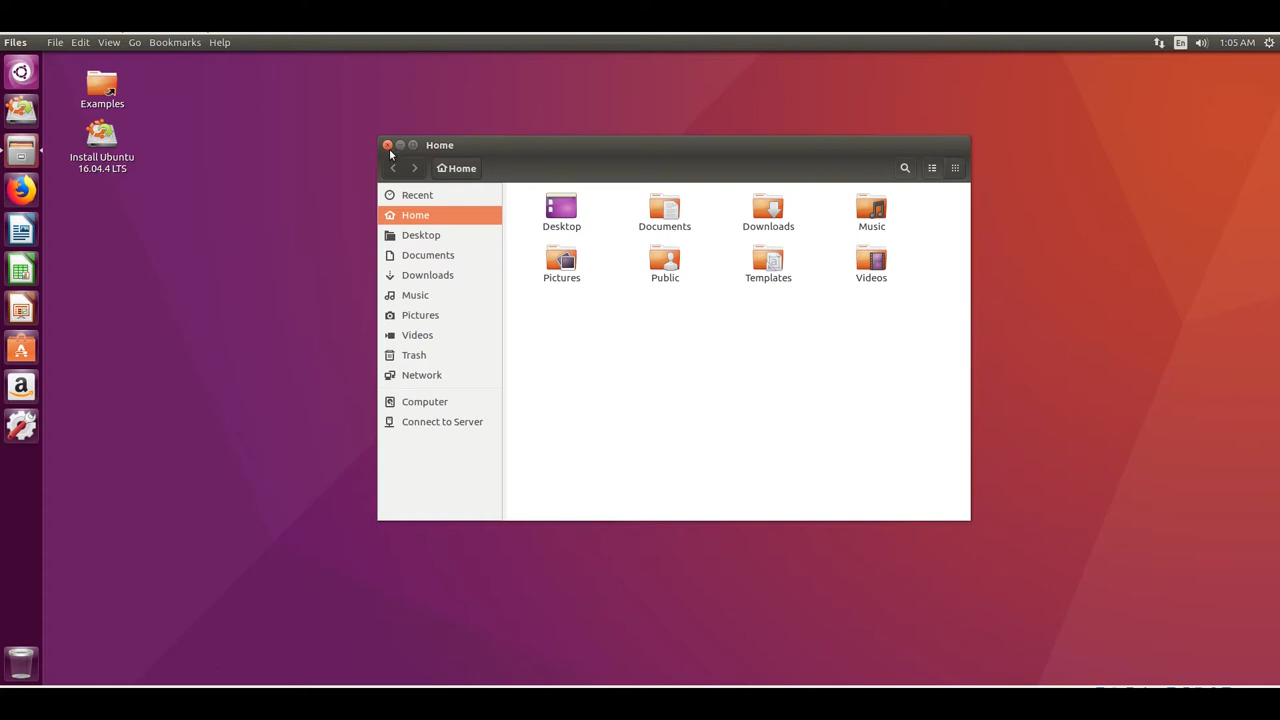 Files File Edit View Go Bookmarks Help En 1:05 AM
Examples
Install Ubuntu
16.04.4 LTS
Home
Home
Recent
Home
Desktop
Documents
Downloads
Music
Pictures
Videos
Trash
Network
Computer
Connect to Server
Desktop Documents Downloads Music
Pictures Public Templates Videos